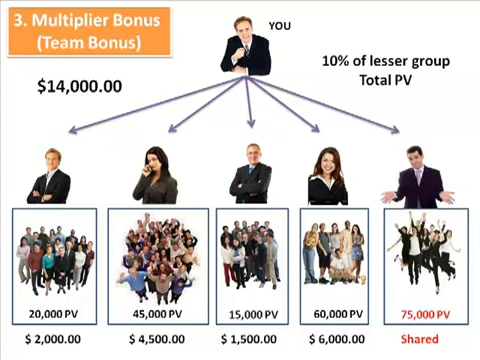 3. Multiplier Bonus
(Team Bonus)
YOU
10% of lesser group
Total PV
$14,000.00
20,000 PV
45,000 PV
15,000 PV
60,000 PV
75,000 PV
$ 2,000.00
$ 4,500.00
$ 1,500.00
$ 6,000.00
Shared